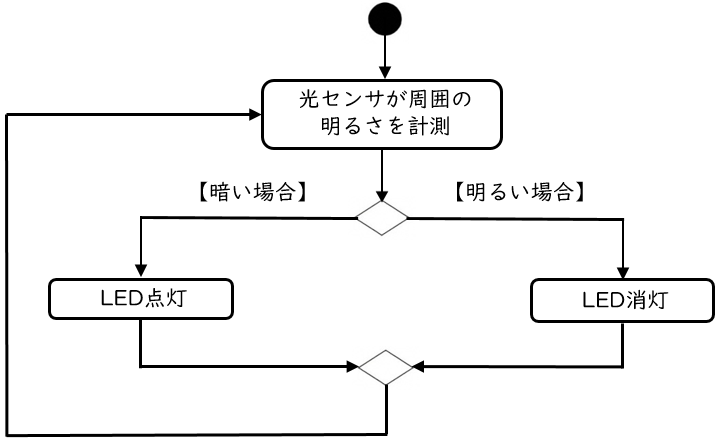 光センサが周囲の
明るさを計測
【暗い場合】
【明るい場合】
LED点灯
LED消灯